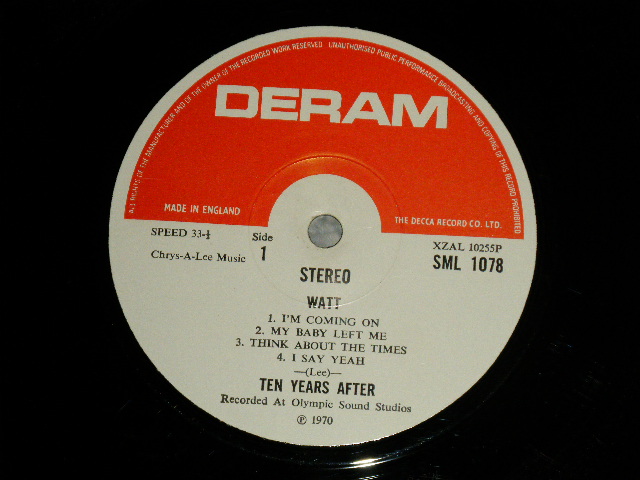 ALL RIGHTS OF THE MANUFACTURER AND OF THE OWNER OF THE RECORDED WORK RESERVED UNAUTHORISED PUBLIC PERFORMANCE BROADCASTING AND COPYING OF THIS RECORD PROHIBITED
DERAM
MADE IN ENGLAND
THE DECCA RECORD CO. LTD.
SPEED 33-⅓
Side
1
XZAL 10255P
Chrys-A-Lee Music
SML 1078
STEREO
WATT
1. I'M COMING ON
2. MY BABY LEFT ME
3. THINK ABOUT THE TIMES
4. I SAY YEAH
—(Lee)—
TEN YEARS AFTER
Recorded At Olympic Sound Studios
℗ 1970